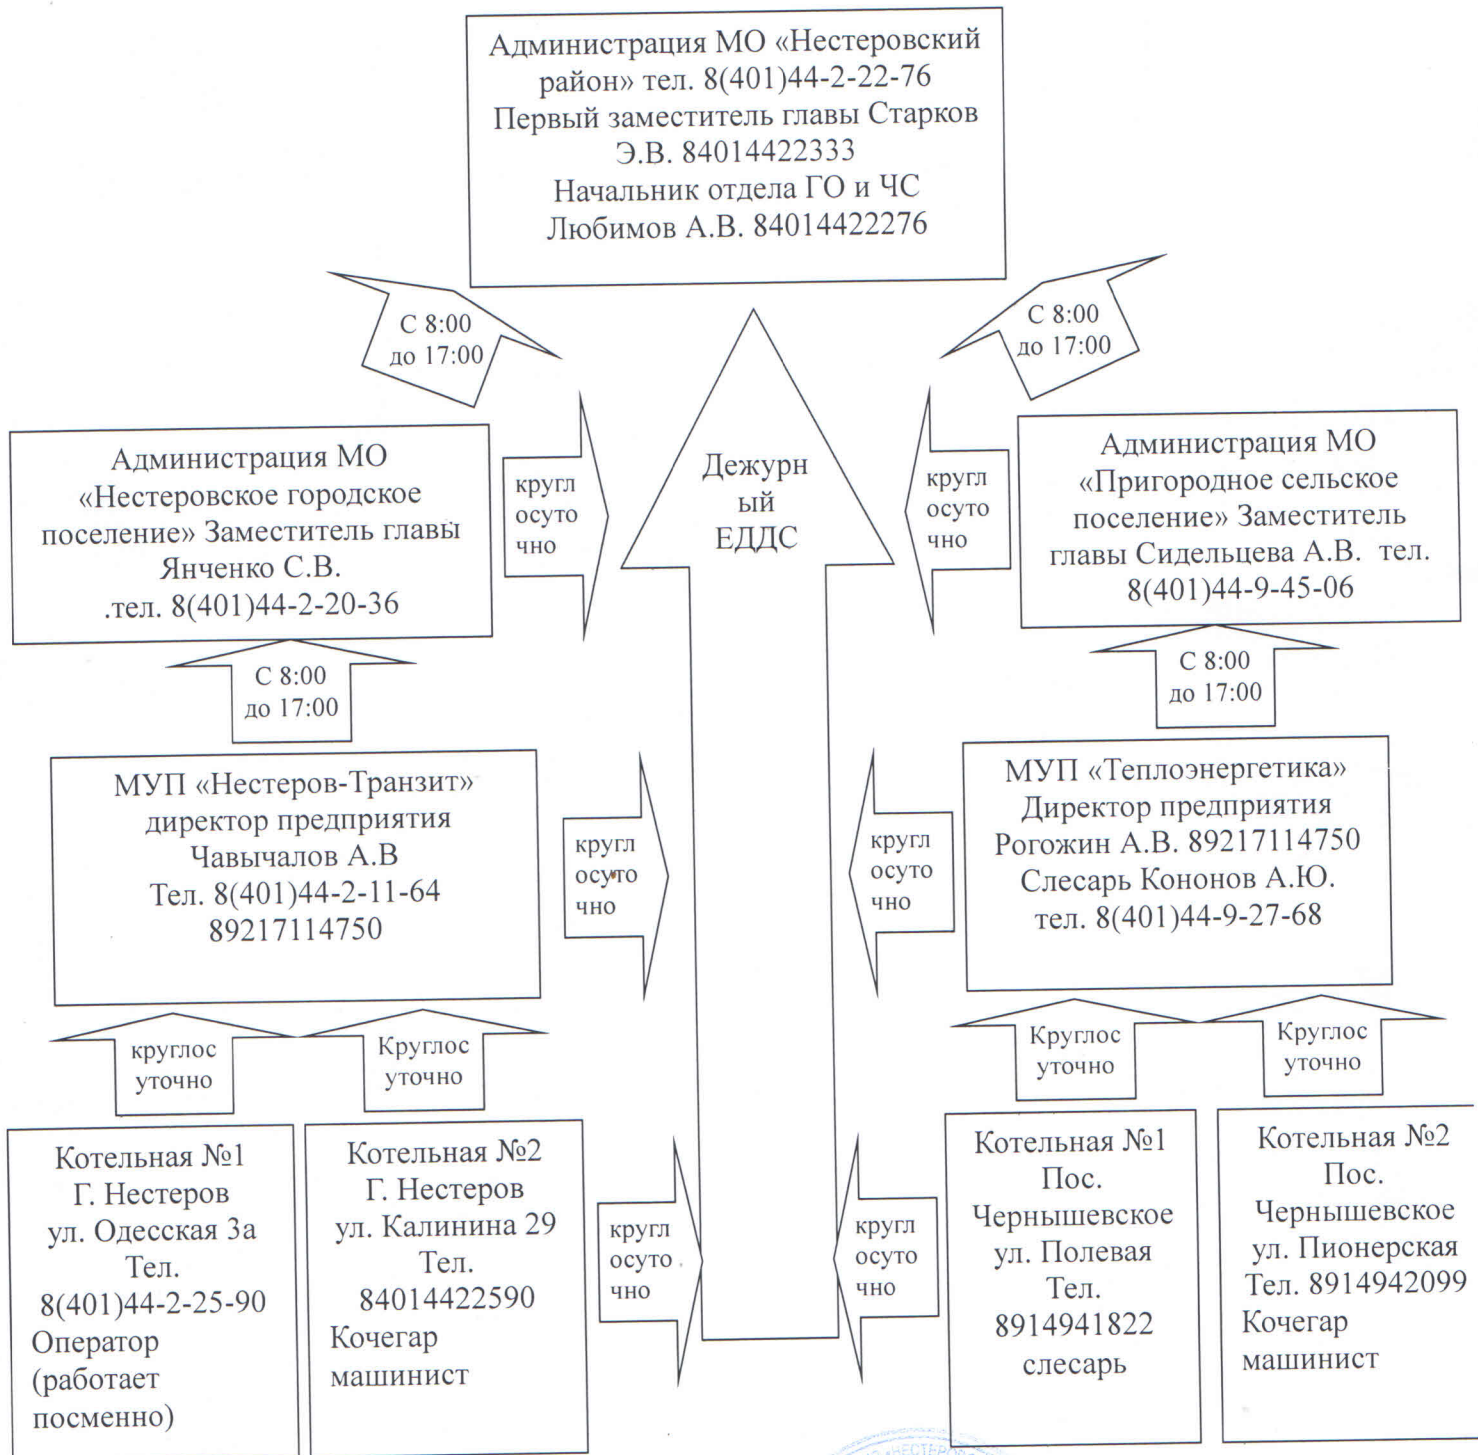 Администрация МО «Нестеровский
район» тел. 8(401)44-2-22-76
Первый заместитель главы Старков
Э.В. 84014422333
Начальник отдела ГО и ЧС
Любимов А.В. 84014422276
С 8:00
до 17:00
С 8:00
до 17:00
Администрация МО
«Нестеровское городское
поселение» Заместитель главы
Янченко С.В.
.тел. 8(401)44-2-20-36
кругл
осуто
чно
Дежурн
ый
ЕДДС
кругл
осуто
чно
Администрация МО
«Пригородное сельское
поселение» Заместитель
главы Сидельцева А.В. тел.
8(401)44-9-45-06
С 8:00
до 17:00
С 8:00
до 17:00
МУП «Нестеров-Транзит»
директор предприятия
Чавычалов А.В
Тел. 8(401)44-2-11-64
89217114750
кругл
осуто
чно
кругл
осуто
чно
МУП «Теплоэнергетика»
Директор предприятия
Рогожин А.В. 89217114750
Слесарь Кононов А.Ю.
тел. 8(401)44-9-27-68
круглос
уточно
Круглос
уточно
Круглос
уточно
Круглос
уточно
Котельная №1
Г. Нестеров
ул. Одесская 3а
Тел.
8(401)44-2-25-90
Оператор
(работает
посменно)
Котельная №2
Г. Нестеров
ул. Калинина 29
Тел.
84014422590
Кочегар
машинист
кругл
осуто
чно
кругл
осуто
чно
Котельная №1
Пос.
Чернышевское
ул. Полевая
Тел.
8914941822
слесарь
Котельная №2
Пос.
Чернышевское
ул. Пионерская
Тел. 8914942099
Кочегар
машинист